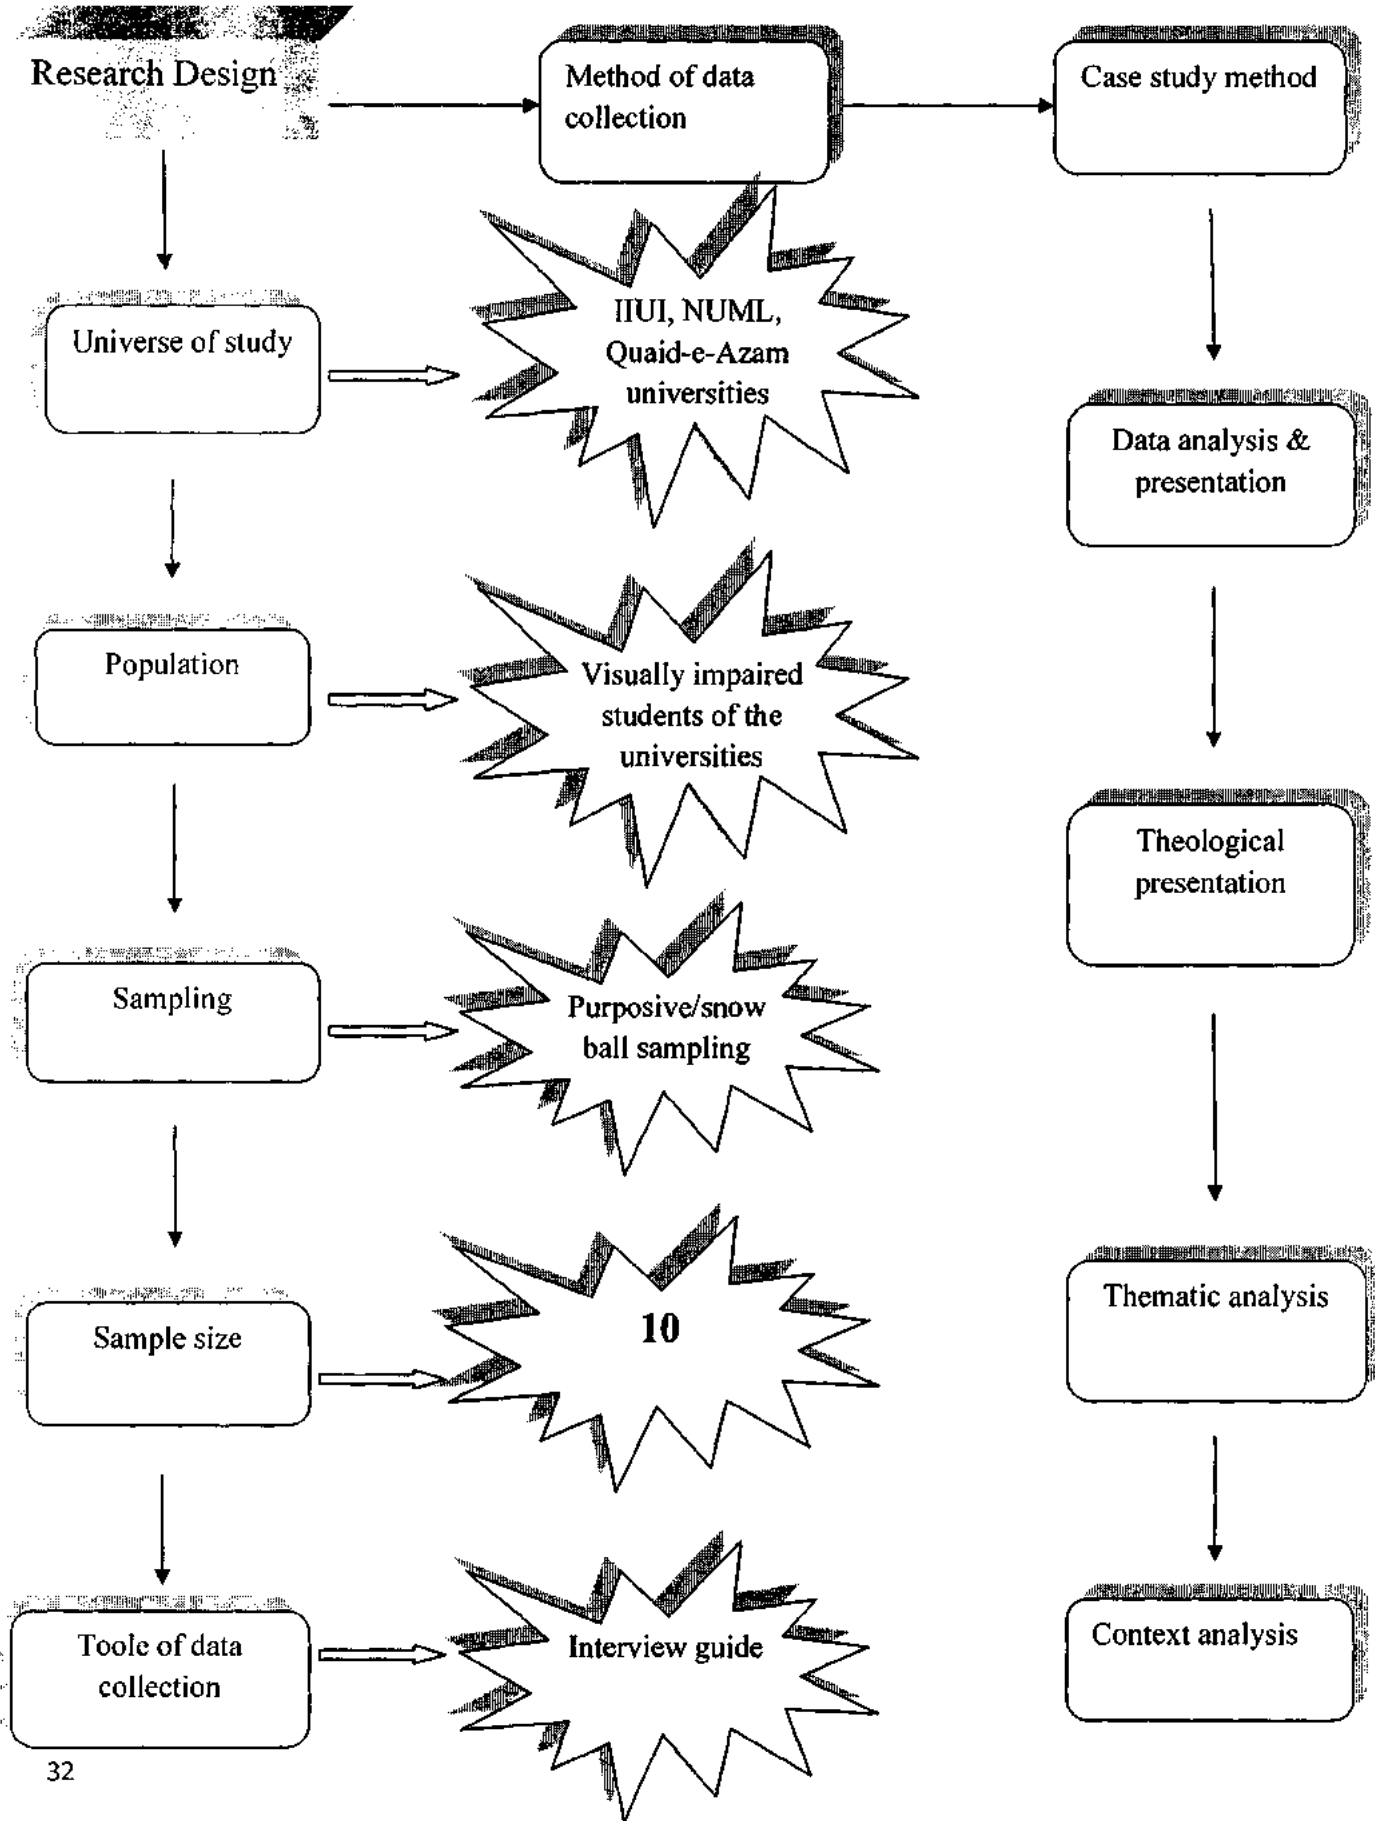 Research Design
Method of data
collection
Case study method
Universe of study
IIUI, NUML,
Quaid-e-Azam
universities
Data analysis &
presentation
Population
Visually impaired
students of the
universities
Theological
presentation
Sampling
Purposive/snow
ball sampling
Sample size
10
Thematic analysis
Toole of data
collection
Interview guide
Context analysis
32